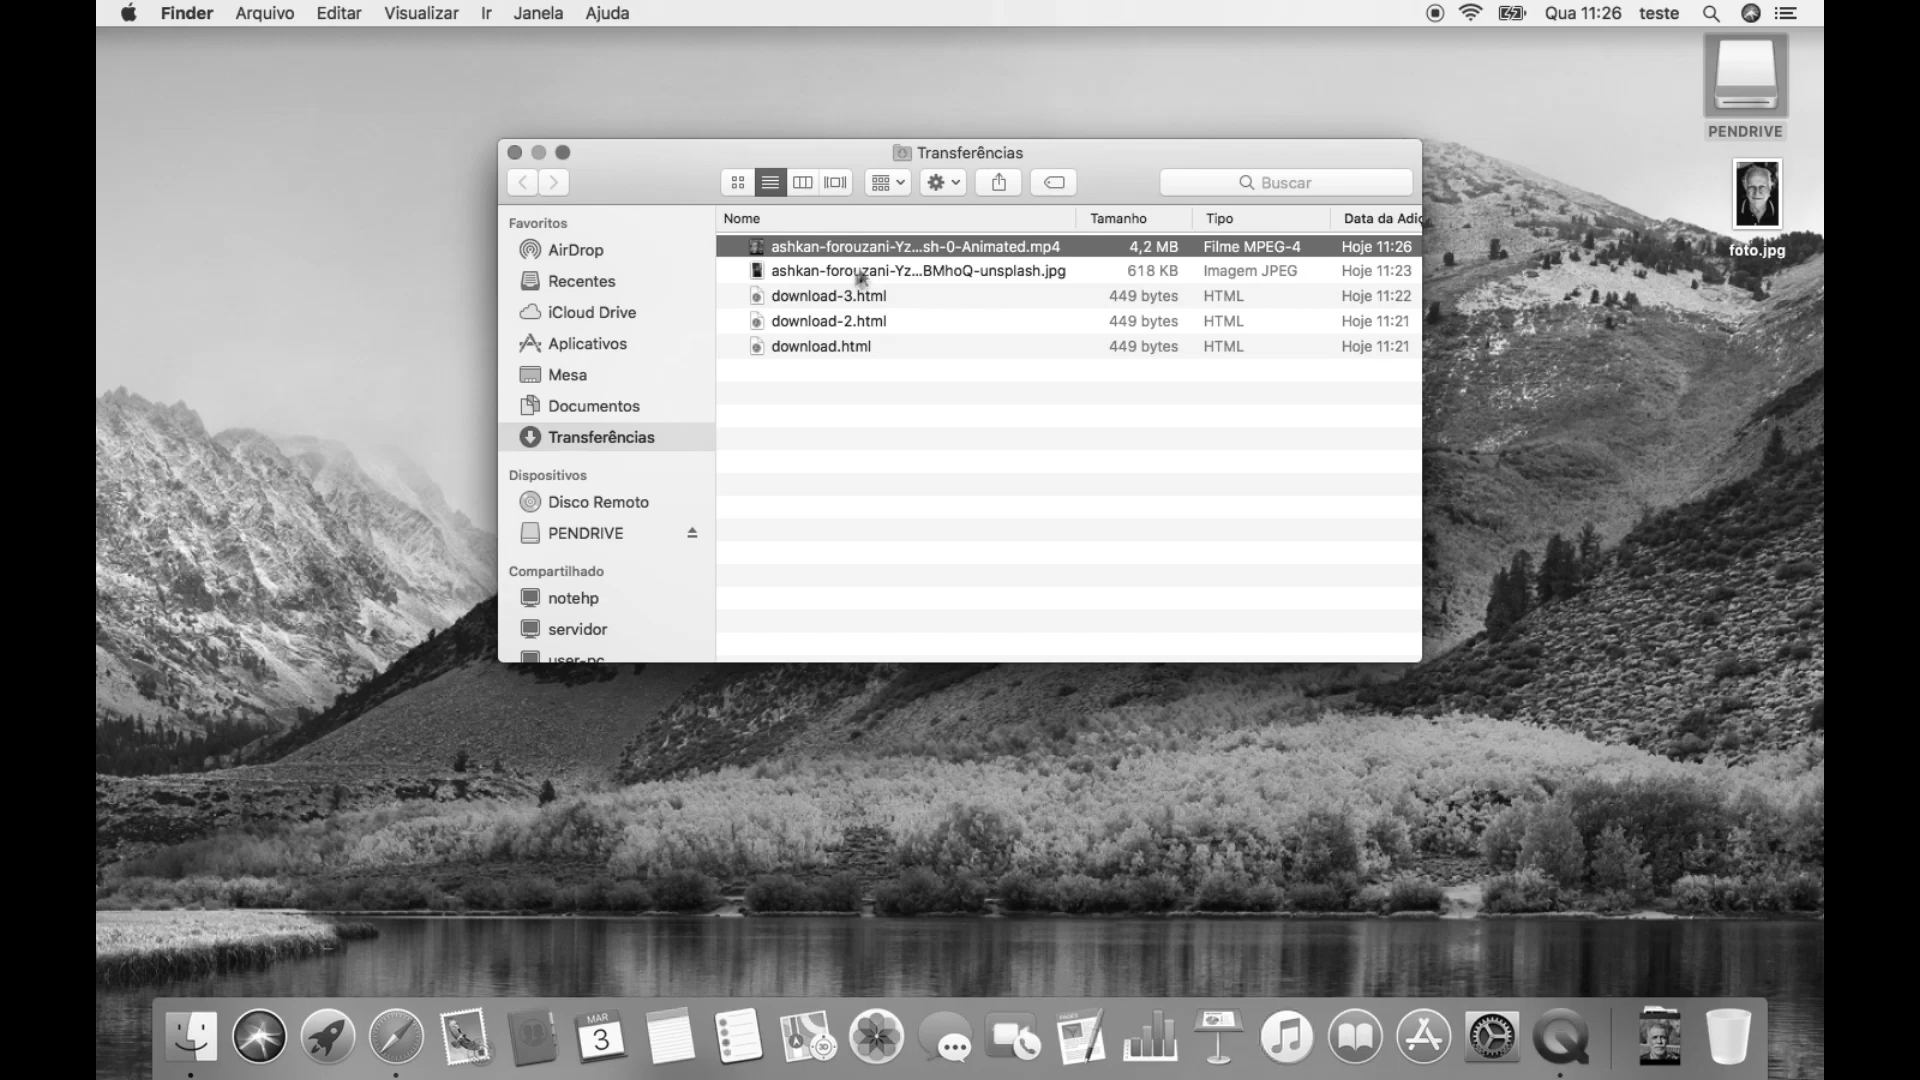 Finder Arquivo Editar Visualizar Ir Janela Ajuda Qua 11:26 teste
PENDRIVE
foto.jpg
Transferências
Buscar
Favoritos
AirDrop
Recentes
iCloud Drive
Aplicativos
Mesa
Documentos
Transferências
Dispositivos
Disco Remoto
PENDRIVE
Compartilhado
notehp
servidor
user-pc
Nome Tamanho Tipo Data da Adiç
ashkan-forouzani-Yz...sh-0-Animated.mp4 4,2 MB Filme MPEG-4 Hoje 11:26
ashkan-forouzani-Yz...BMhoQ-unsplash.jpg 618 KB Imagem JPEG Hoje 11:23
download-3.html 449 bytes HTML Hoje 11:22
download-2.html 449 bytes HTML Hoje 11:21
download.html 449 bytes HTML Hoje 11:21
MAR
3
3D
PAGES